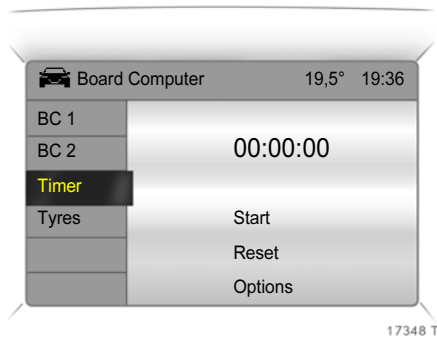 Board Computer 19,5° 19:36
BC 1
BC 2
00:00:00
Timer
Tyres Start
Reset
Options
17348 T